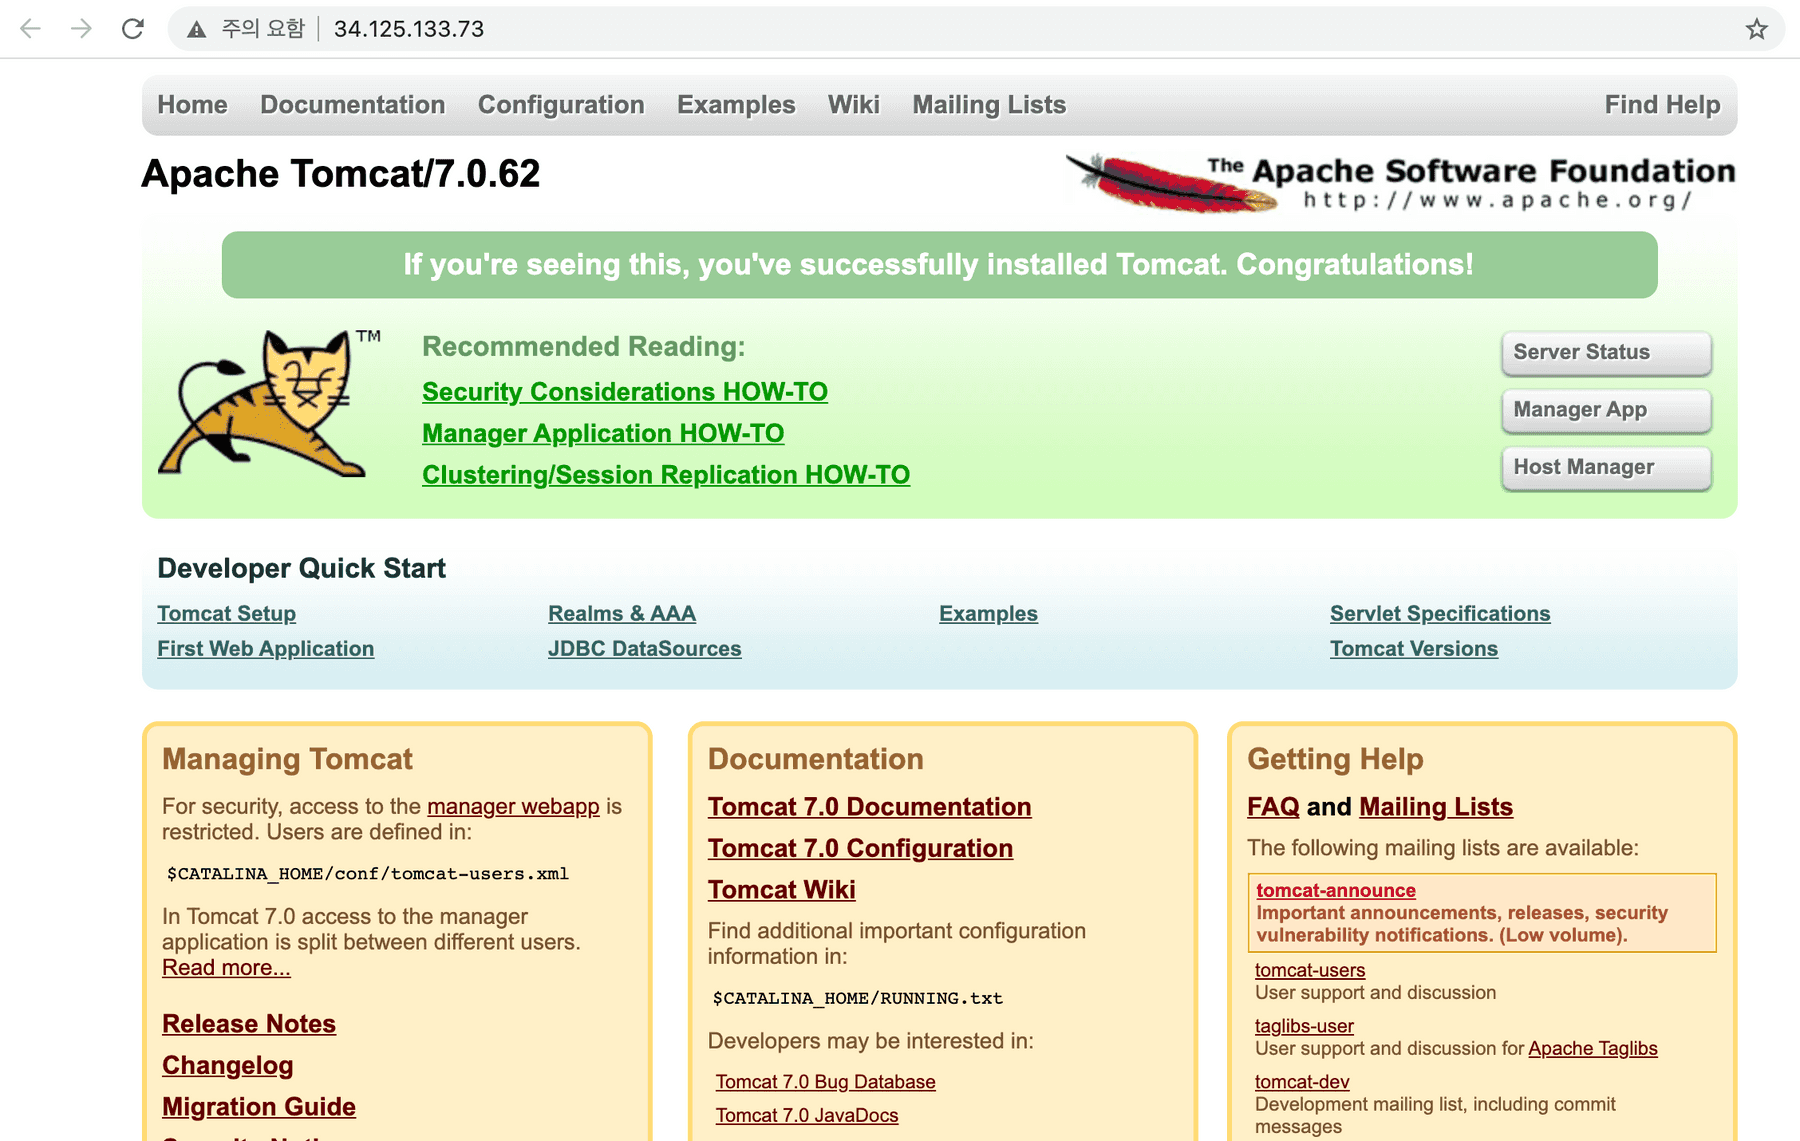 주의 요함 34.125.133.73
Home Documentation Configuration Examples Wiki Mailing Lists Find Help
Apache Tomcat/7.0.62
The Apache Software Foundation
http://www.apache.org/
If you're seeing this, you've successfully installed Tomcat. Congratulations!
TM
Recommended Reading:
Security Considerations HOW-TO
Manager Application HOW-TO
Clustering/Session Replication HOW-TO
Server Status
Manager App
Host Manager
Developer Quick Start
Tomcat Setup
First Web Application
Realms & AAA
JDBC DataSources
Examples
Servlet Specifications
Tomcat Versions
Managing Tomcat
For security, access to the manager webapp is
restricted. Users are defined in:
$CATALINA_HOME/conf/tomcat-users.xml
In Tomcat 7.0 access to the manager
application is split between different users.
Read more...
Release Notes
Changelog
Migration Guide
Documentation
Tomcat 7.0 Documentation
Tomcat 7.0 Configuration
Tomcat Wiki
Find additional important configuration
information in:
$CATALINA_HOME/RUNNING.txt
Developers may be interested in:
Tomcat 7.0 Bug Database
Tomcat 7.0 JavaDocs
Getting Help
FAQ and Mailing Lists
The following mailing lists are available:
tomcat-announce
Important announcements, releases, security
vulnerability notifications. (Low volume).
tomcat-users
User support and discussion
taglibs-user
User support and discussion for Apache Taglibs
tomcat-dev
Development mailing list, including commit
messages